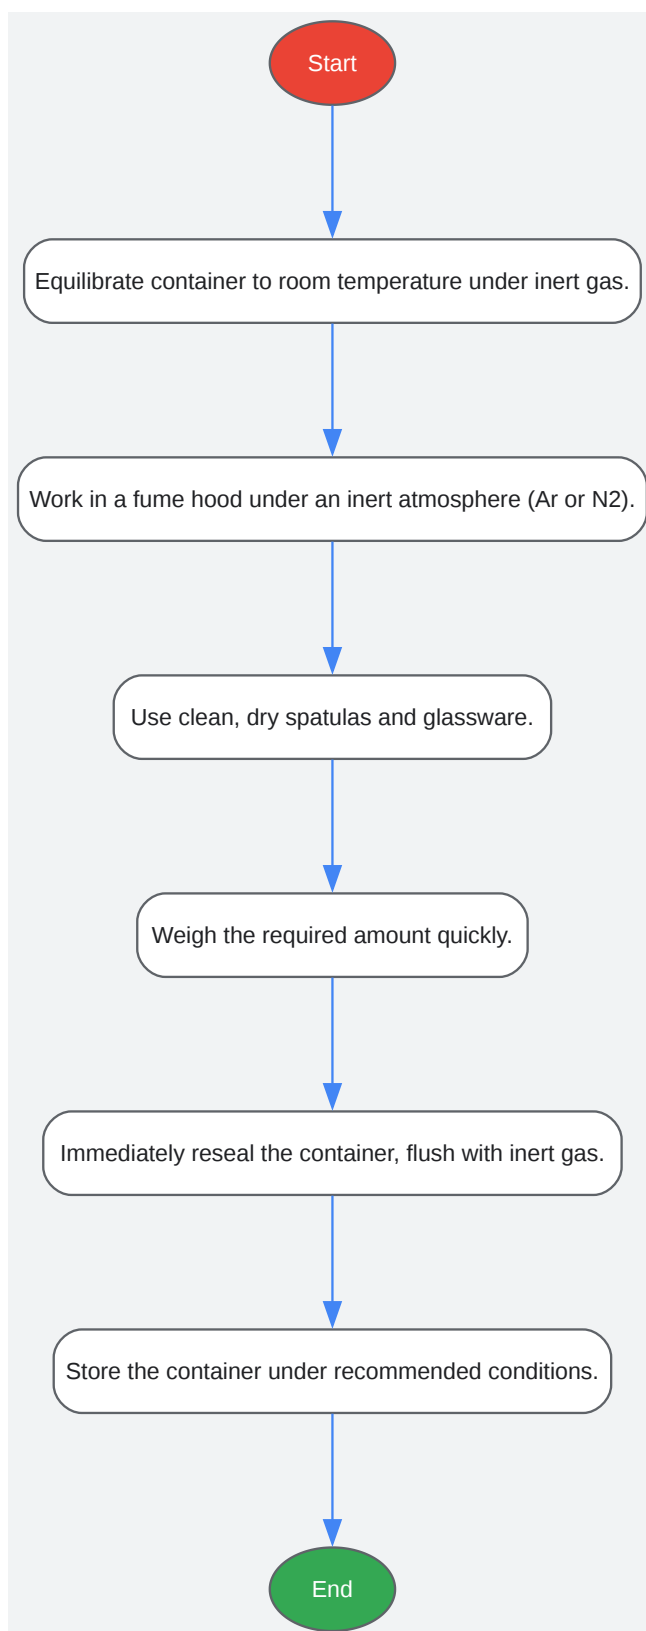 Start
Equilibrate container to room temperature under inert gas.
Work in a fume hood under an inert atmosphere (Ar or N2).
Use clean, dry spatulas and glassware.
Weigh the required amount quickly.
Immediately reseal the container, flush with inert gas.
Store the container under recommended conditions.
End